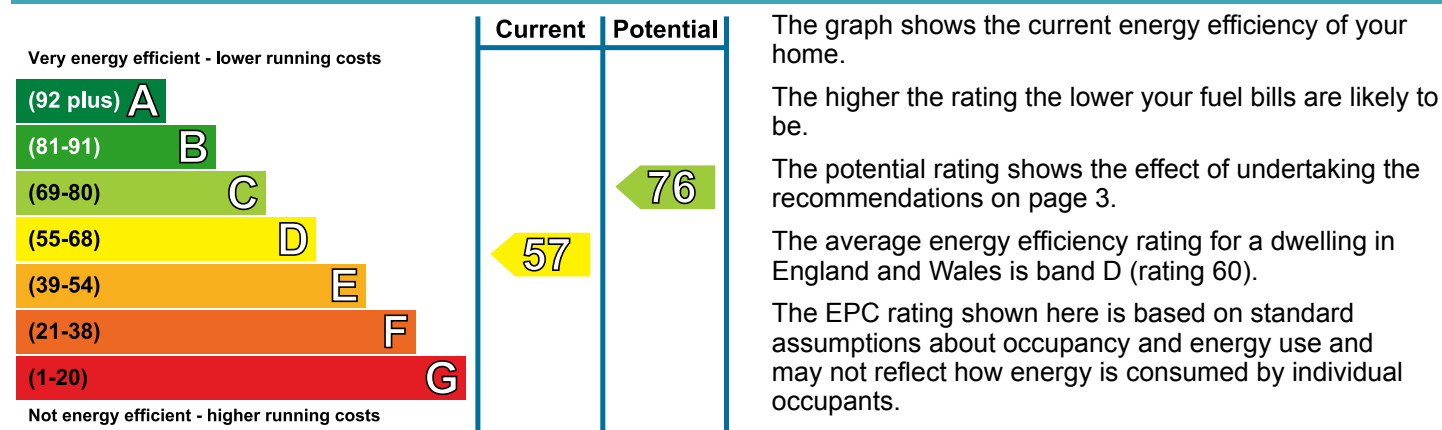 Current Potential
Very energy efficient - lower running costs
(92 plus) A
(81-91) B
(69-80) C
76
(55-68) D
57
(39-54) E
(21-38) F
(1-20) G
Not energy efficient - higher running costs
The graph shows the current energy efficiency of your
home.
The higher the rating the lower your fuel bills are likely to
be.
The potential rating shows the effect of undertaking the
recommendations on page 3.
The average energy efficiency rating for a dwelling in
England and Wales is band D (rating 60).
The EPC rating shown here is based on standard
assumptions about occupancy and energy use and
may not reflect how energy is consumed by individual
occupants.